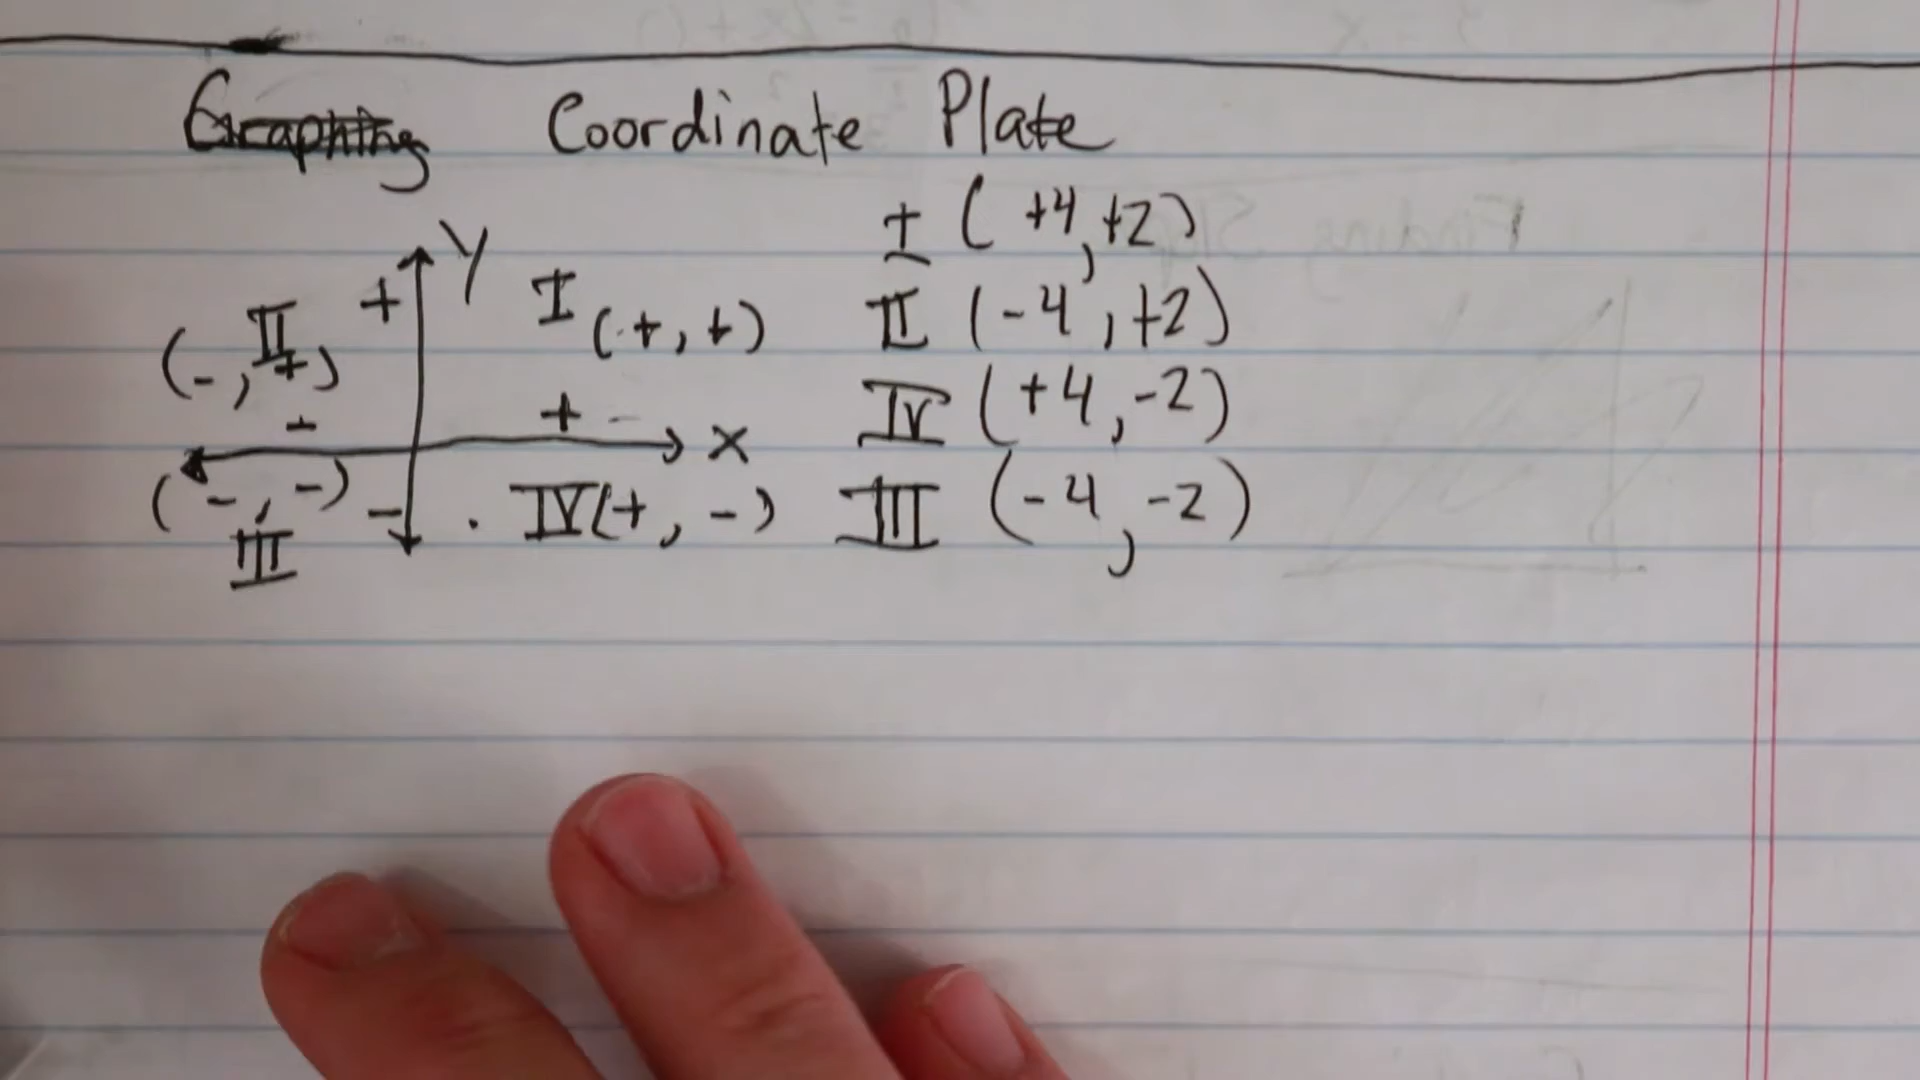 Graphing Coordinate Plate
I (+4, +2)
+ Y I (+, +) II (-4, +2)
(-, +) II
- + x IV (+4, -2)
(-, -) - . IV (+, -) III (-4, -2)
III